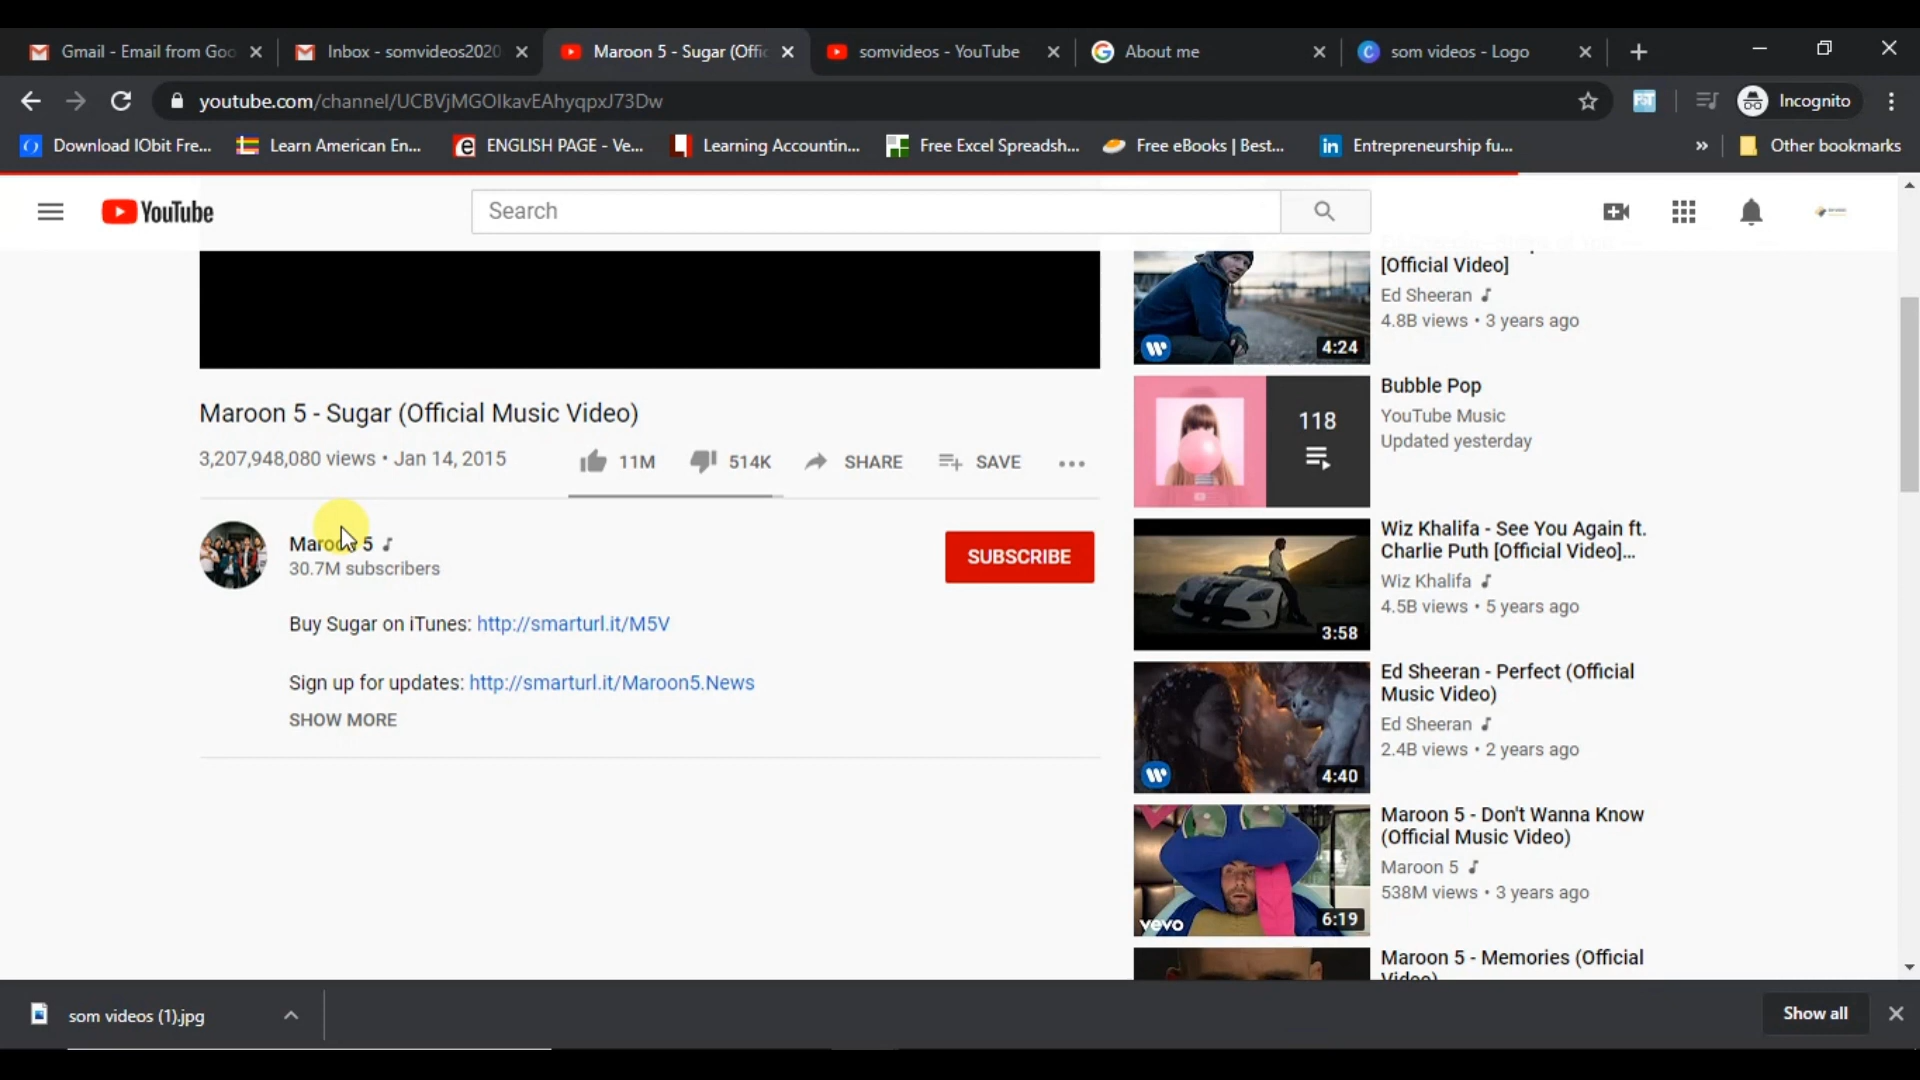 Gmail - Email from Goo
Inbox - somvideos2020
Maroon 5 - Sugar (Offic
somvideos - YouTube
About me
som videos - Logo
youtube.com/channel/UCBVjMGOlkavEAhyqpxJ73Dw
Incognito
Download IObit Fre...
Learn American En...
ENGLISH PAGE - Ve...
Learning Accountin...
Free Excel Spreadsh...
Free eBooks | Best...
Entrepreneurship fu...
»
Other bookmarks
YouTube
Search
[Official Video]
Ed Sheeran
4.8B views • 3 years ago
4:24
Maroon 5 - Sugar (Official Music Video)
3,207,948,080 views • Jan 14, 2015
11M
514K
SHARE
SAVE
Maroon 5
30.7M subscribers
SUBSCRIBE
Buy Sugar on iTunes: http://smarturl.it/M5V
Sign up for updates: http://smarturl.it/Maroon5.News
SHOW MORE
118
Bubble Pop
YouTube Music
Updated yesterday
Wiz Khalifa - See You Again ft.
Charlie Puth [Official Video]...
Wiz Khalifa
4.5B views • 5 years ago
3:58
Ed Sheeran - Perfect (Official
Music Video)
Ed Sheeran
2.4B views • 2 years ago
4:40
Maroon 5 - Don't Wanna Know
(Official Music Video)
Maroon 5
538M views • 3 years ago
vevo
6:19
Maroon 5 - Memories (Official
Video)
som videos (1).jpg
Show all